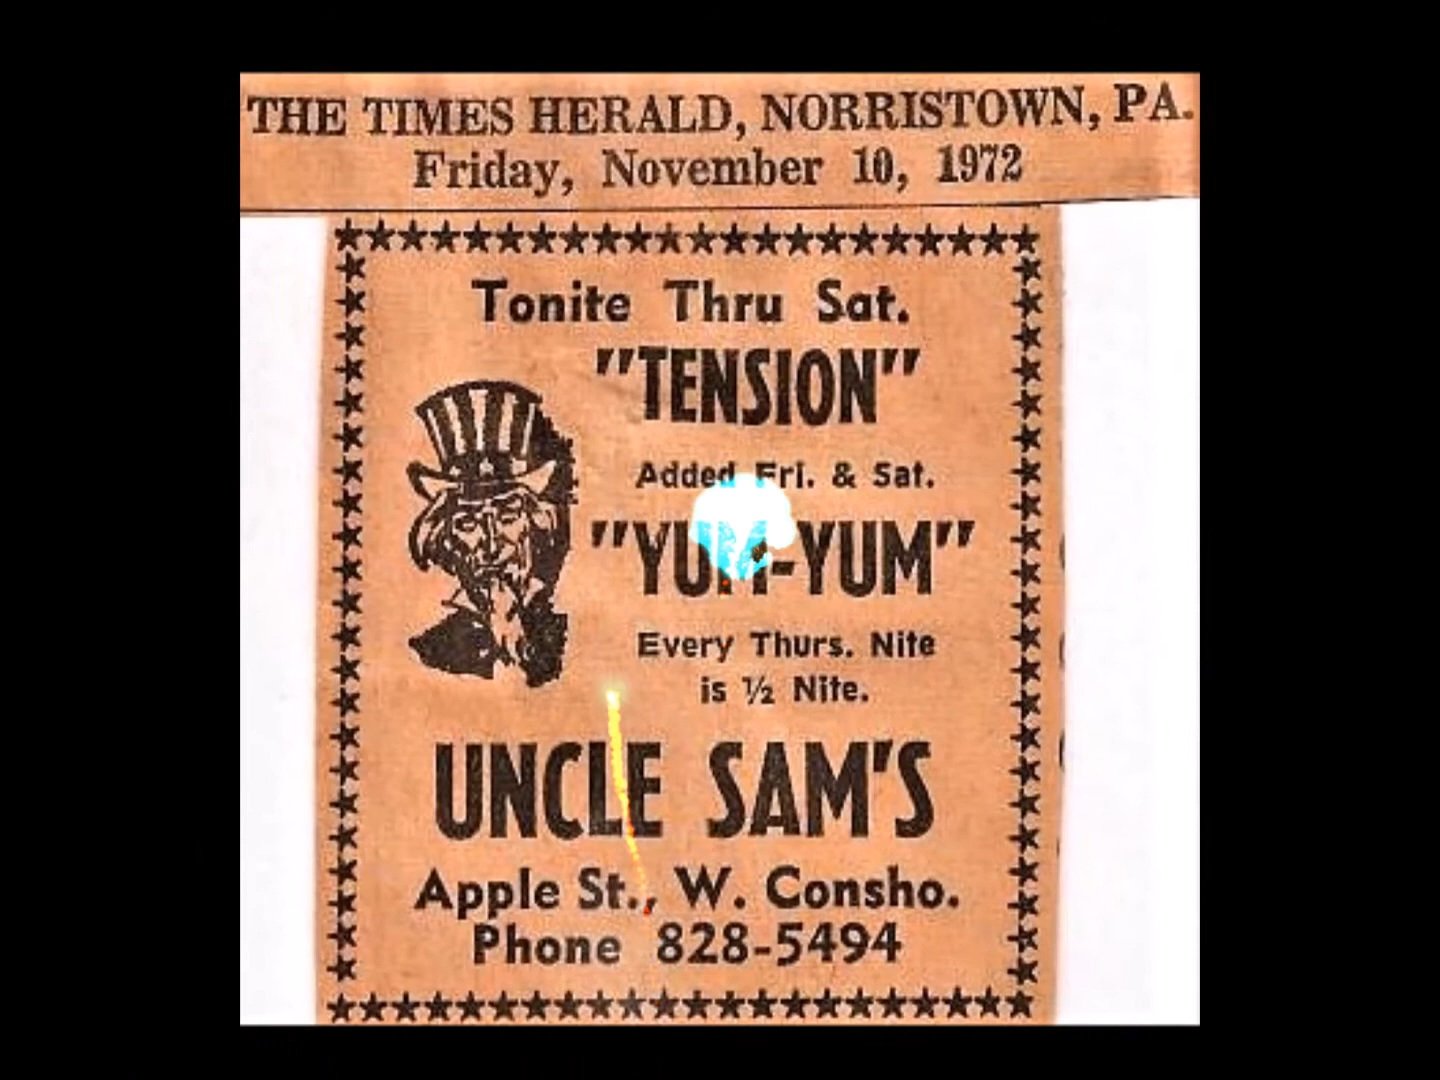 THE TIMES HERALD, NORRISTOWN, PA.
Friday, November 10, 1972
Tonite Thru Sat.
"TENSION"
Added Fri. & Sat.
"YUM-YUM"
Every Thurs. Nite
is ½ Nite.
UNCLE SAM'S
Apple St., W. Consho.
Phone 828-5494